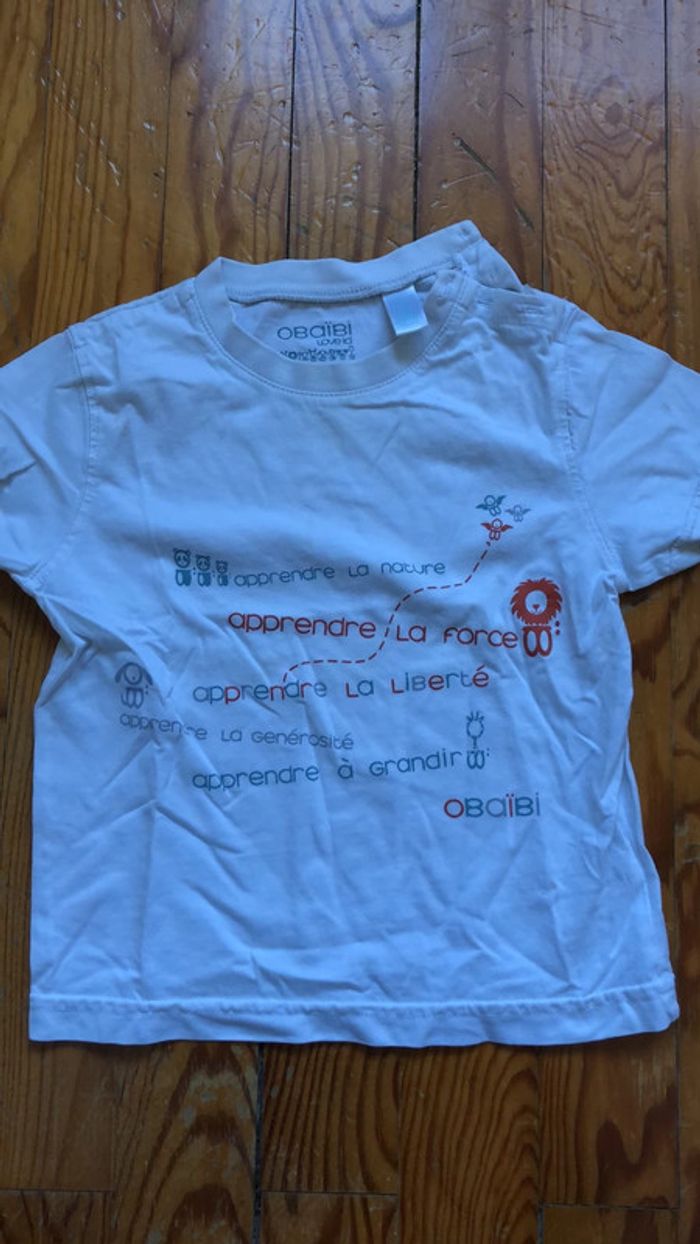 OBaïBi
apprendre La nature
apprendre La Force
apprendre La LiBerté
apprendre La Générosité
apprendre à Grandir
OBaïBi